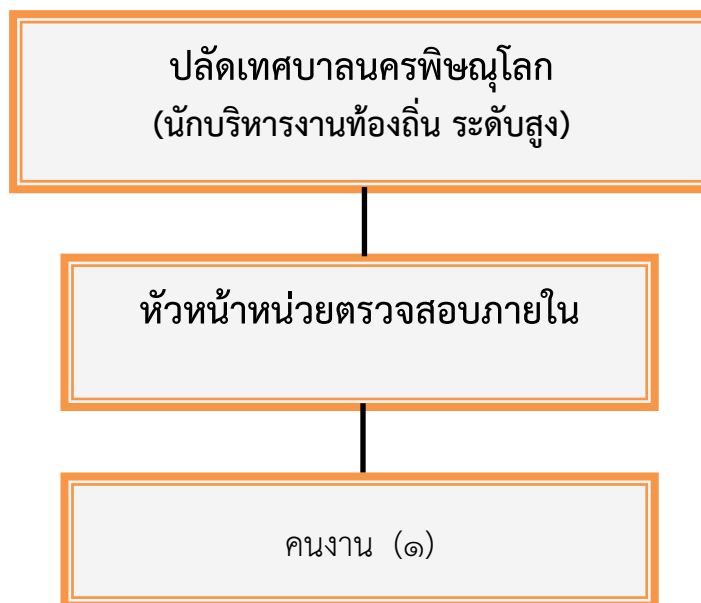 ปลัดเทศบาลนครพิษณุโลก
(นักบริหารงานท้องถิ่น ระดับสูง)
หัวหน้าหน่วยตรวจสอบภายใน
คนงาน (๑)